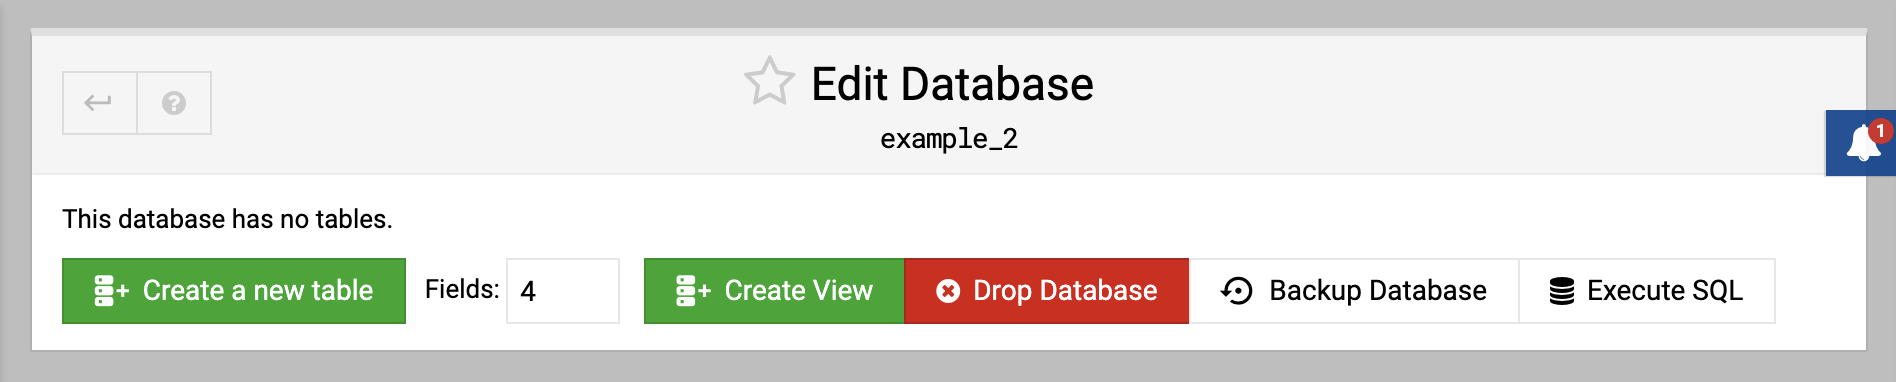 Edit Database
example_2
1
This database has no tables.
Create a new table Fields: 4 Create View Drop Database Backup Database Execute SQL